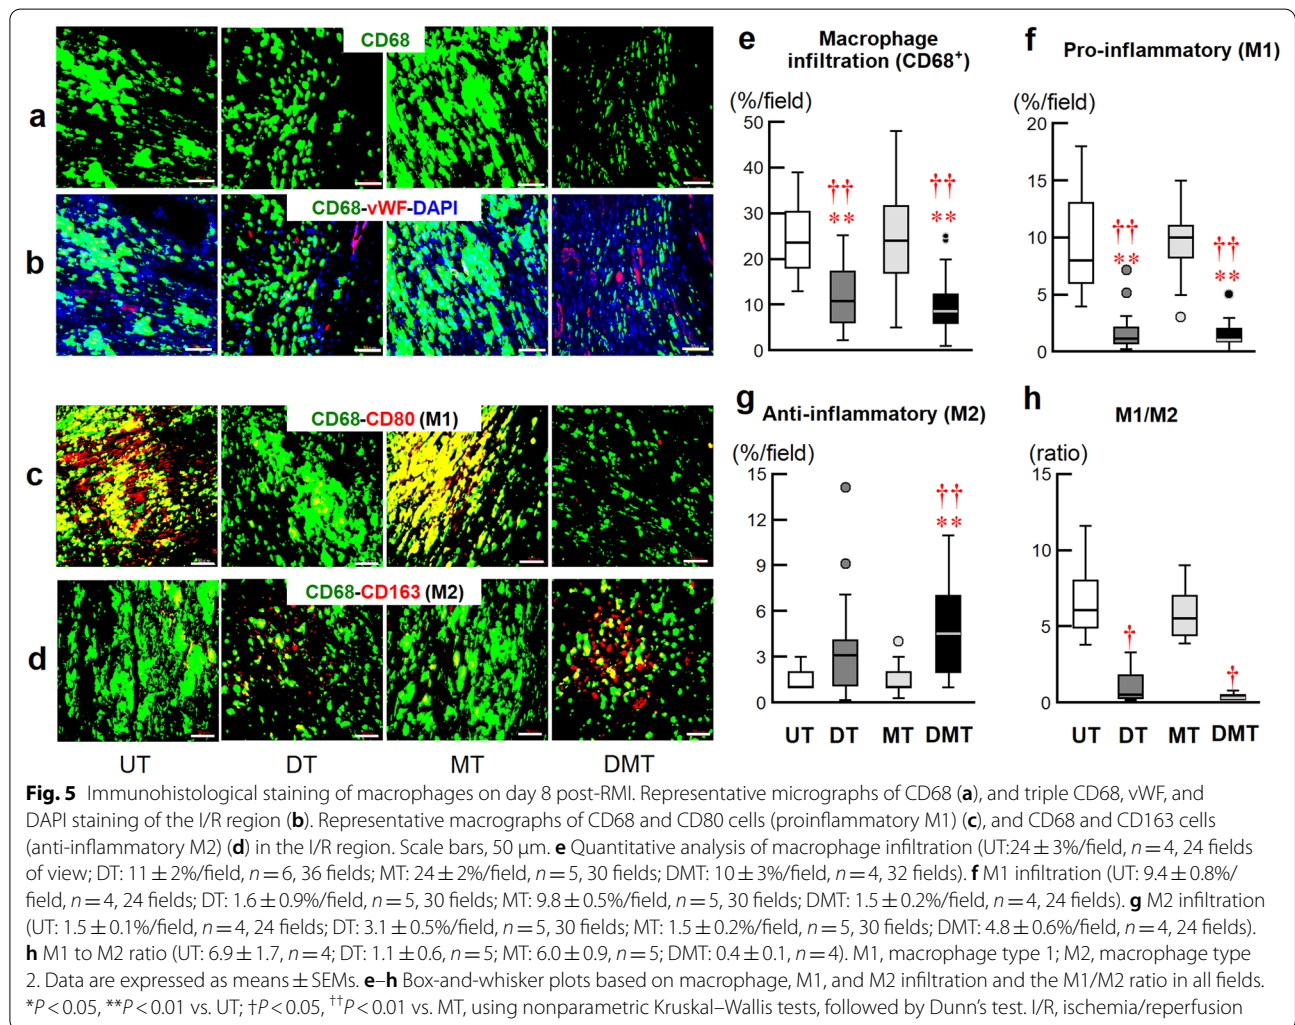 a
CD68
b
CD68-vWF-DAPI
c
CD68-CD80 (M1)
d
CD68-CD163 (M2)
UT DT MT DMT
e
Macrophage
infiltration (CD68+)
(%/field)
50
40
30
20
10
0
††
**
††
**
f
Pro-inflammatory (M1)
(%/field)
20
15
10
5
0
††
**
††
**
g
Anti-inflammatory (M2)
(%/field)
15
12
9
6
3
0
††
**
UT DT MT DMT
h
M1/M2
(ratio)
15
10
5
0
†
†
UT DT MT DMT
Fig. 5 Immunohistological staining of macrophages on day 8 post-RMI. Representative micrographs of CD68 (a), and triple CD68, vWF, and
DAPI staining of the I/R region (b). Representative macrographs of CD68 and CD80 cells (proinflammatory M1) (c), and CD68 and CD163 cells
(anti-inflammatory M2) (d) in the I/R region. Scale bars, 50 µm. e Quantitative analysis of macrophage infiltration (UT:24 ± 3%/field, n = 4, 24 fields
of view; DT: 11 ± 2%/field, n = 6, 36 fields; MT: 24 ± 2%/field, n = 5, 30 fields; DMT: 10 ± 3%/field, n = 4, 32 fields). f M1 infiltration (UT: 9.4 ± 0.8%/
field, n = 4, 24 fields; DT: 1.6 ± 0.9%/field, n = 5, 30 fields; MT: 9.8 ± 0.5%/field, n = 5, 30 fields; DMT: 1.5 ± 0.2%/field, n = 4, 24 fields). g M2 infiltration
(UT: 1.5 ± 0.1%/field, n = 4, 24 fields; DT: 3.1 ± 0.5%/field, n = 5, 30 fields; MT: 1.5 ± 0.2%/field, n = 5, 30 fields; DMT: 4.8 ± 0.6%/field, n = 4, 24 fields).
h M1 to M2 ratio (UT: 6.9 ± 1.7, n = 4; DT: 1.1 ± 0.6, n = 5; MT: 6.0 ± 0.9, n = 5; DMT: 0.4 ± 0.1, n = 4). M1, macrophage type 1; M2, macrophage type
2. Data are expressed as means ± SEMs. e–h Box-and-whisker plots based on macrophage, M1, and M2 infiltration and the M1/M2 ratio in all fields.
*P < 0.05, **P < 0.01 vs. UT; †P < 0.05, ††P < 0.01 vs. MT, using nonparametric Kruskal–Wallis tests, followed by Dunn's test. I/R, ischemia/reperfusion